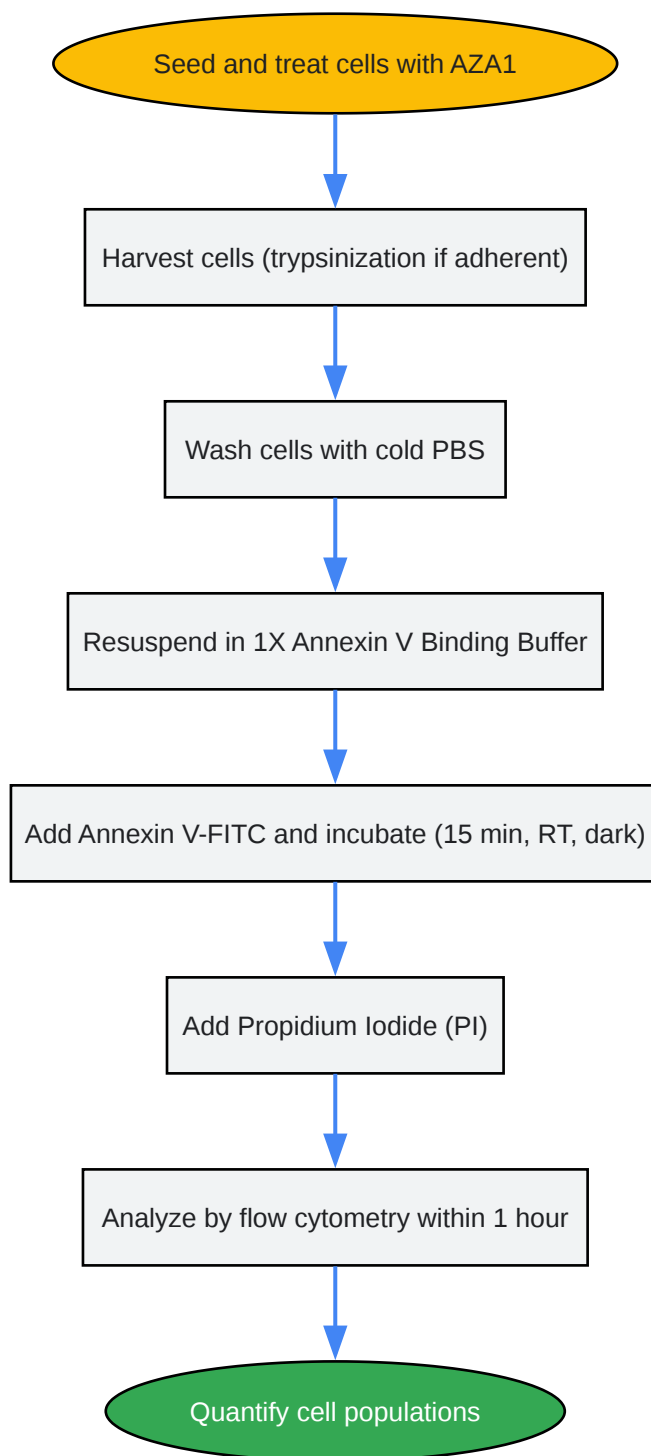 Seed and treat cells with AZA1
Harvest cells (trypsinization if adherent)
Wash cells with cold PBS
Resuspend in 1X Annexin V Binding Buffer
Add Annexin V-FITC and incubate (15 min, RT, dark)
Add Propidium Iodide (PI)
Analyze by flow cytometry within 1 hour
Quantify cell populations